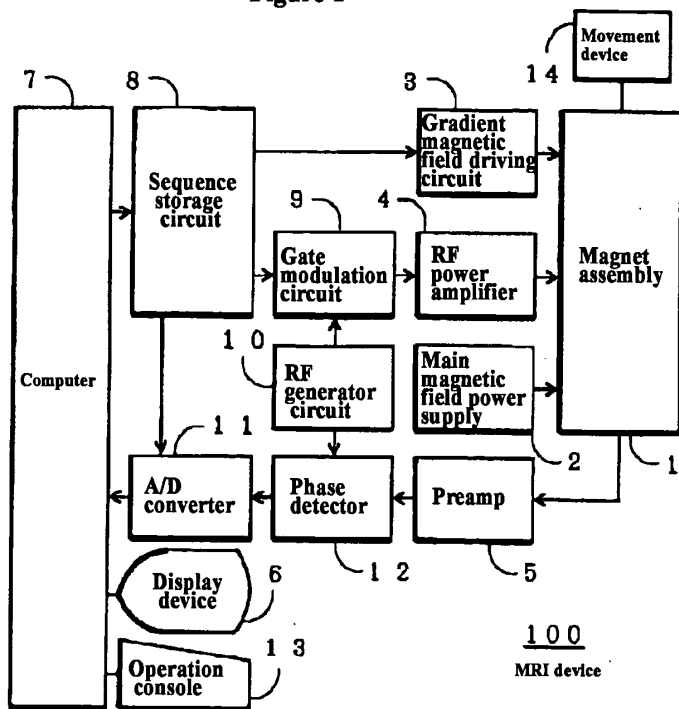 Movement
device
14
7
8
3
Gradient
magnetic
field driving
circuit
Sequence
storage
circuit
9
4
Gate
modulation
circuit
RF
power
amplifier
Magnet
assembly
10
RF
generator
circuit
Main
magnetic
field power
supply
Computer
11
2
1
A/D
converter
Phase
detector
Preamp
12
5
Display
device
6
100
MRI device
13
Operation
console